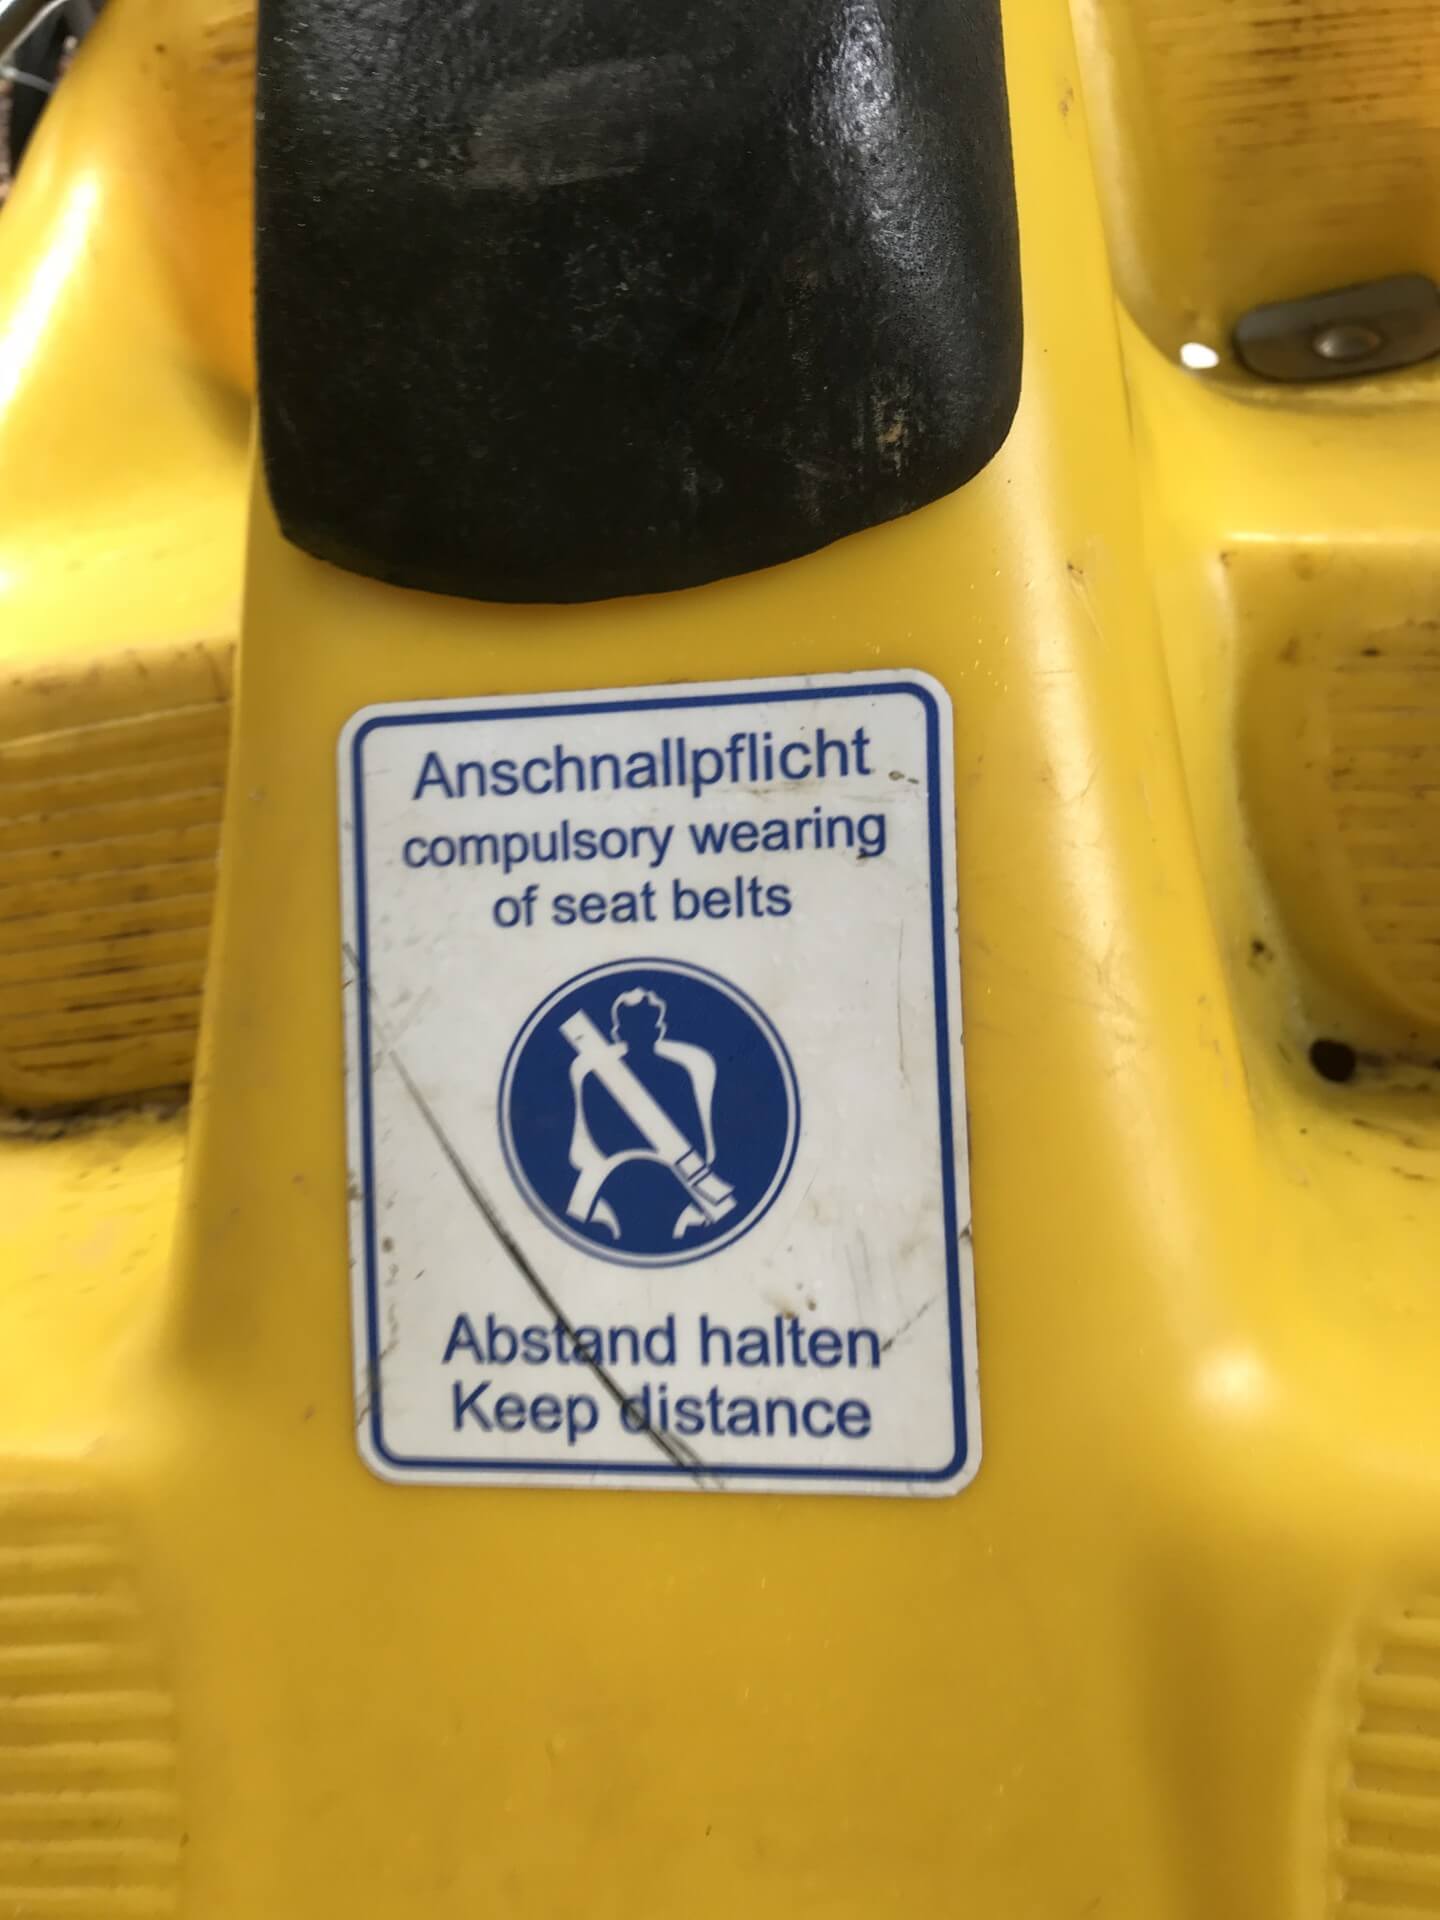 Anschnallpflicht
compulsory wearing
of seat belts
Abstand halten
Keep distance